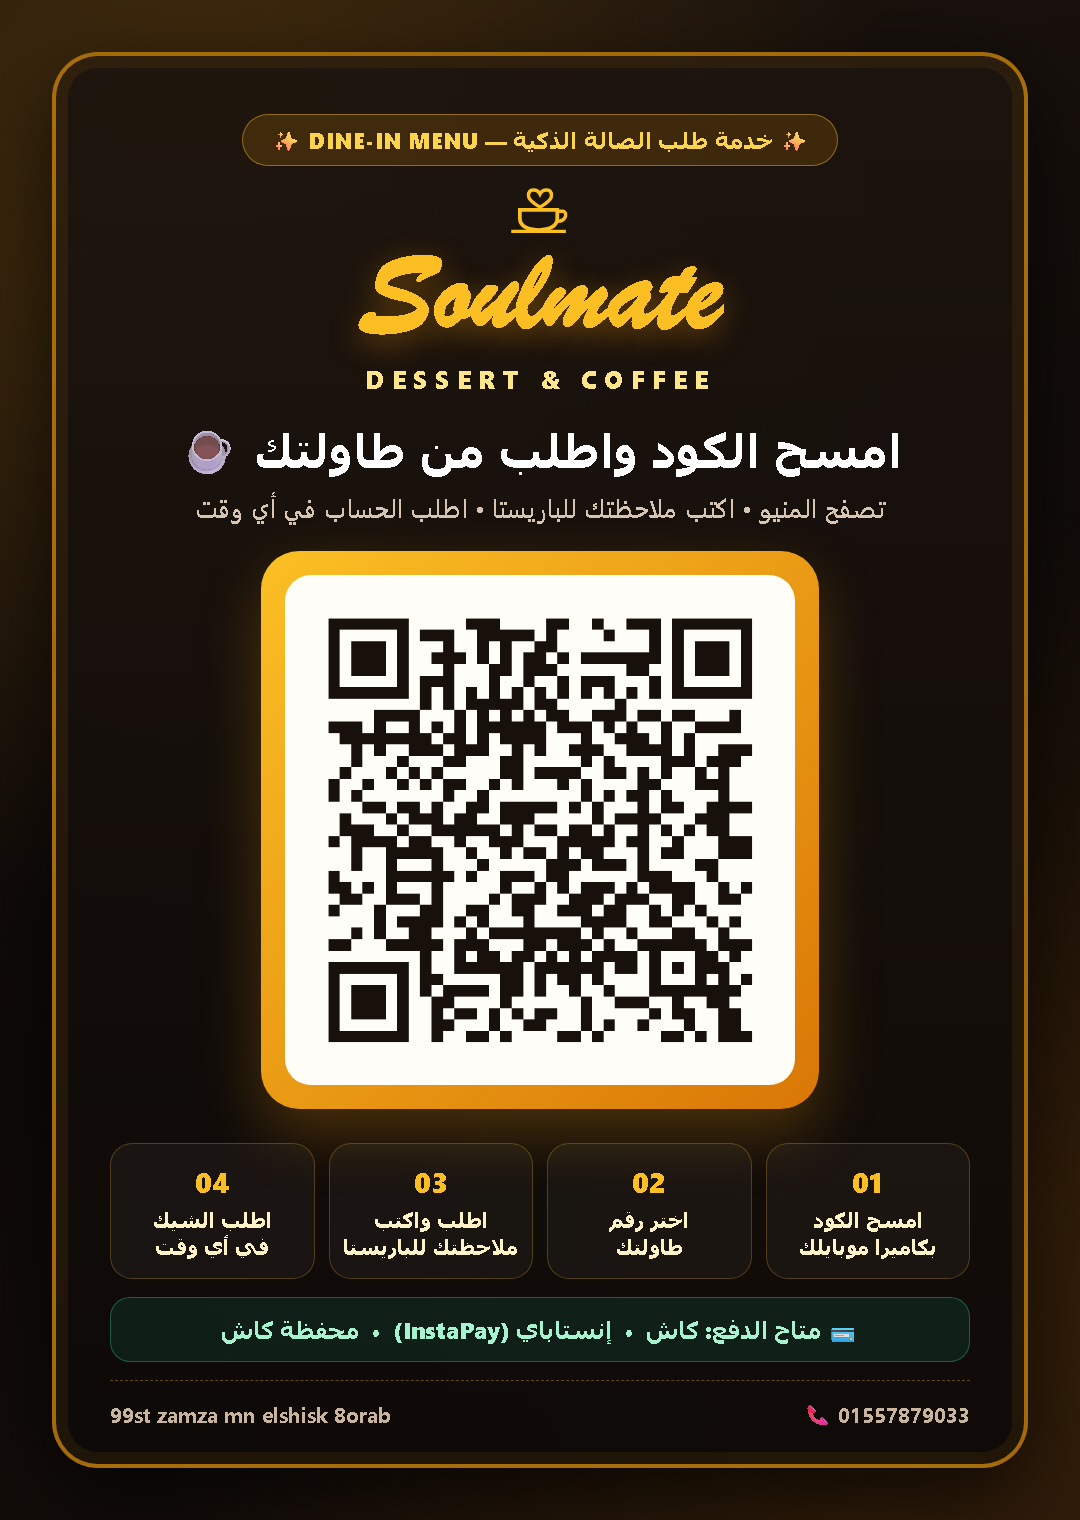 ✨ خدمة طلب الصالة الذكية — DINE-IN MENU ✨
Soulmate
DESSERT & COFFEE
امسح الكود واطلب من طاولتك ☕
تصفح المنيو • اكتب ملاحظتك للباريستا • اطلب الحساب في أي وقت
01
امسح الكود
بكاميرا موبايلك
02
اختر رقم
طاولتك
03
اطلب واكتب
ملاحظتك للباريستا
04
اطلب الشيك
في أي وقت
💳 متاح الدفع: كاش • إنستاباي (InstaPay) • محفظة كاش
📞 01557879033
99st zamza mn elshisk 8orab